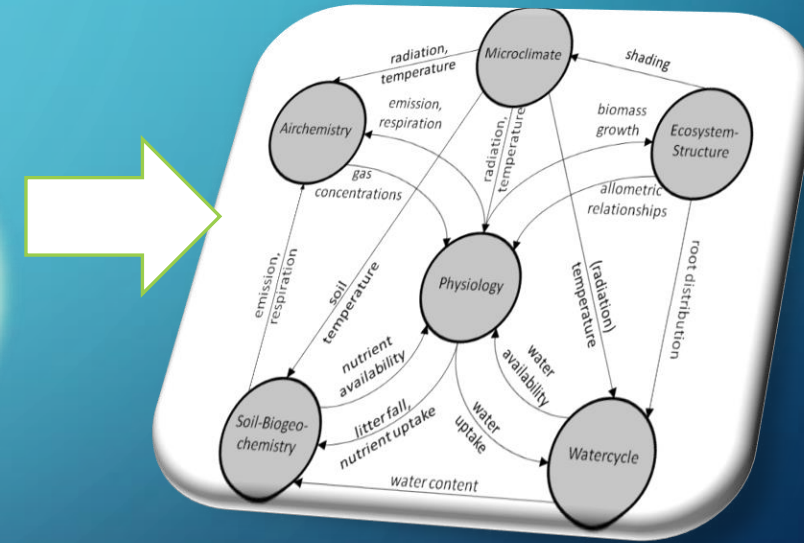 Microclimate
radiation,
temperature
shading
emission,
respiration
biomass
growth
Airchemistry
Ecosystem-
Structure
radiation,
temperature
gas
concentrations
allometric
relationships
Physiology
emission,
respiration
soil
temperature
(radiation)
temperature
root distribution
nutrient
availability
water
availability
litter fall,
nutrient uptake
water
uptake
Soil-Biogeo-
chemistry
Watercycle
water content